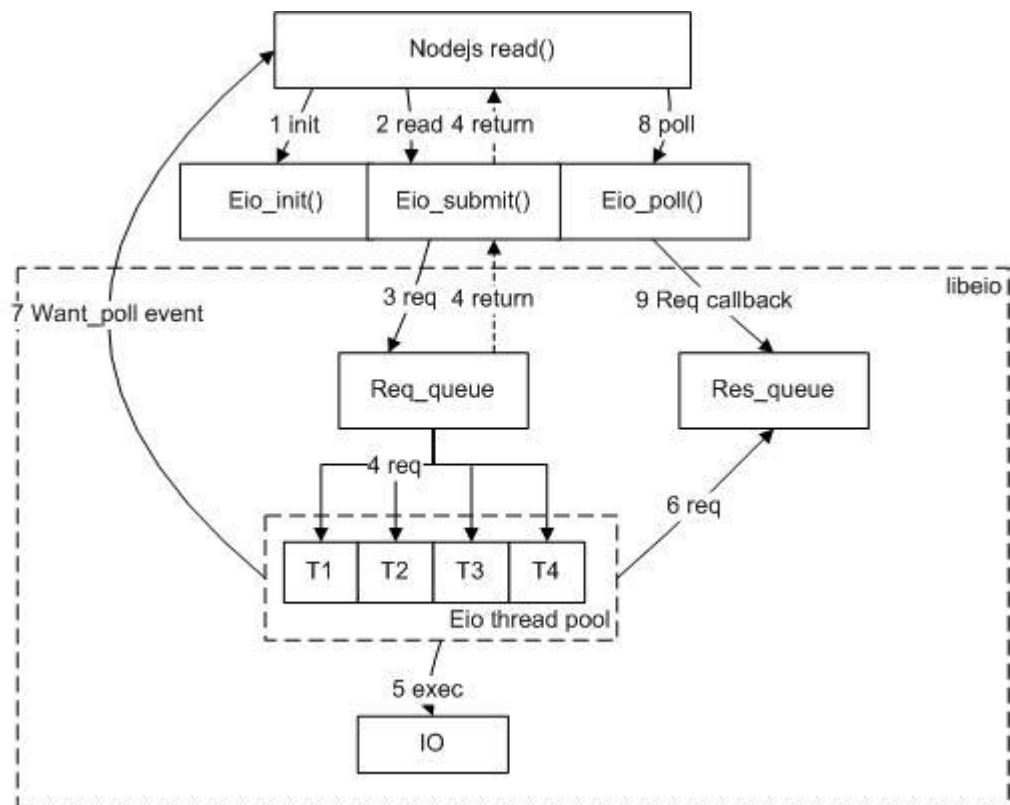 Nodejs read()
1 init
2 read
4 return
8 poll
Eio_init()
Eio_submit()
Eio_poll()
libeio
7 Want_poll event
3 req
4 return
9 Req callback
Req_queue
Res_queue
4 req
6 req
T1
T2
T3
T4
Eio thread pool
5 exec
IO